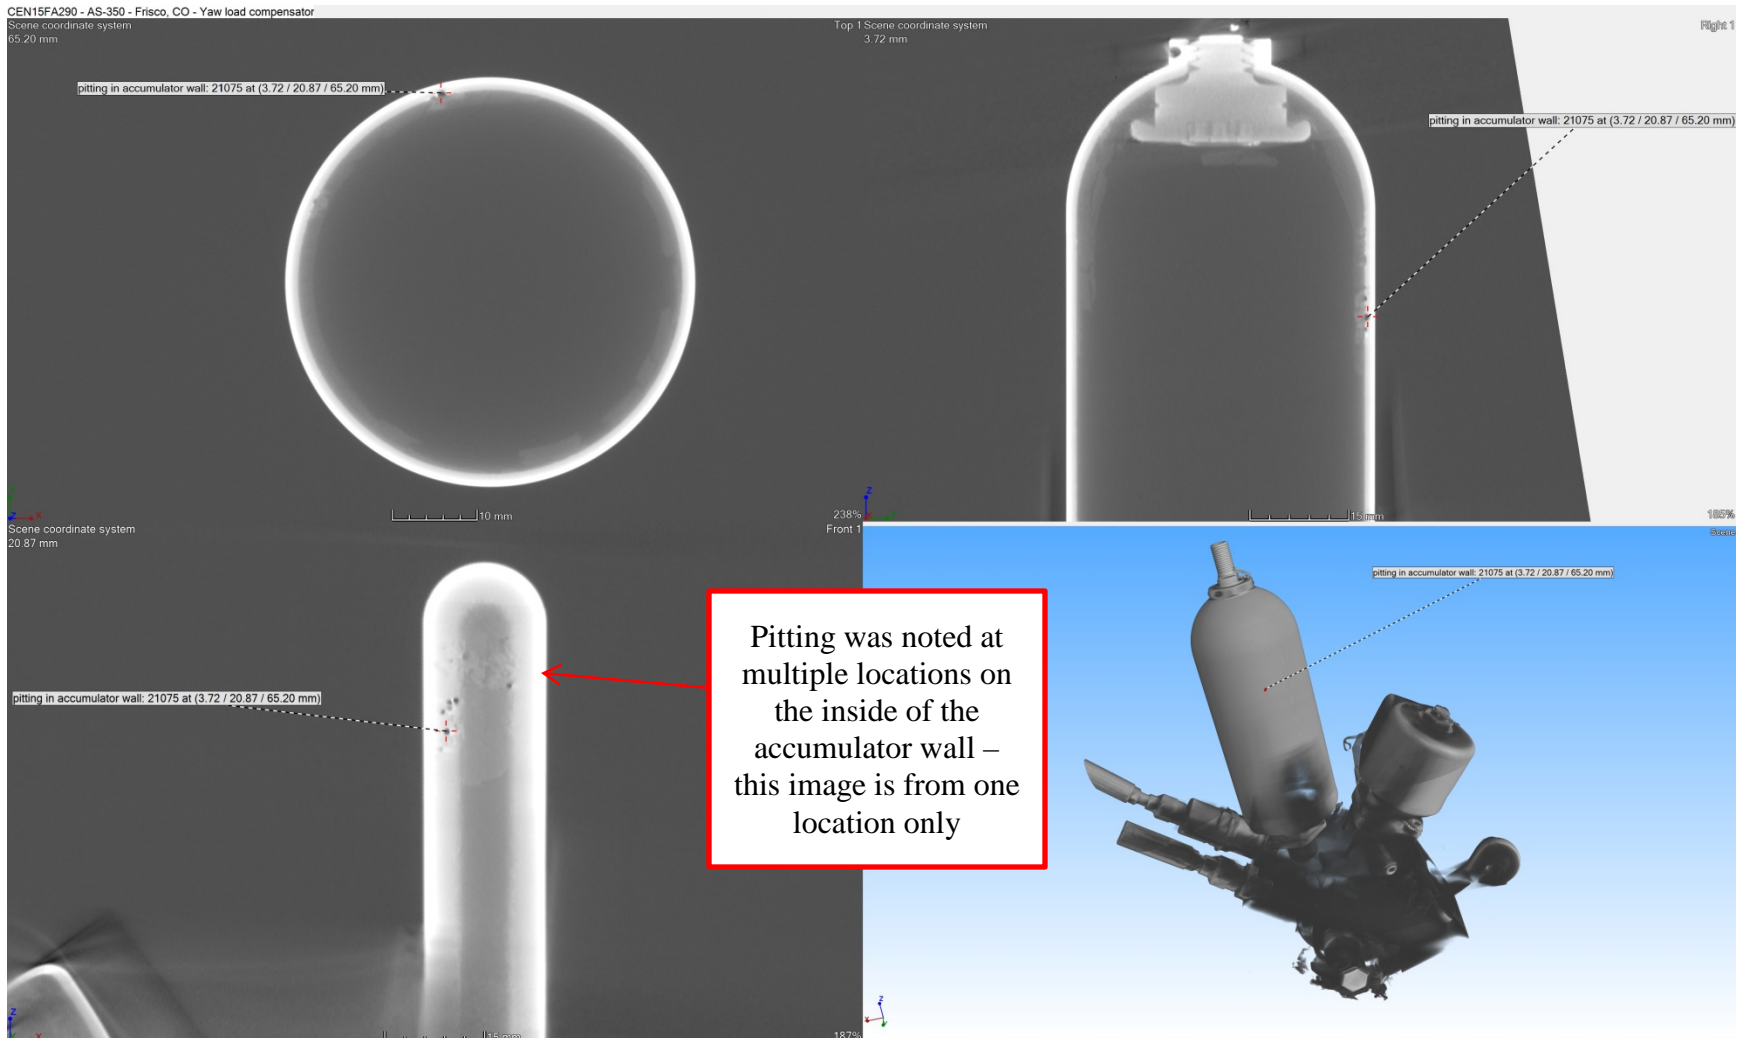 CEN15FA290 - AS-350 - Frisco, CO - Yaw load compensator
Scene coordinate system
65.20 mm
Top 1
pitting in accumulator wall: 21075 at (3.72 / 20.87 / 65.20 mm)
10 mm
238%
Scene coordinate system
3.72 mm
Right 1
pitting in accumulator wall: 21075 at (3.72 / 20.87 / 65.20 mm)
Z
15 mm
185%
Scene coordinate system
20.87 mm
Front 1
pitting in accumulator wall: 21075 at (3.72 / 20.87 / 65.20 mm)
Z
15 mm
187%
Pitting was noted at
multiple locations on
the inside of the
accumulator wall –
this image is from one
location only
Scene
pitting in accumulator wall: 21075 at (3.72 / 20.87 / 65.20 mm)
Z